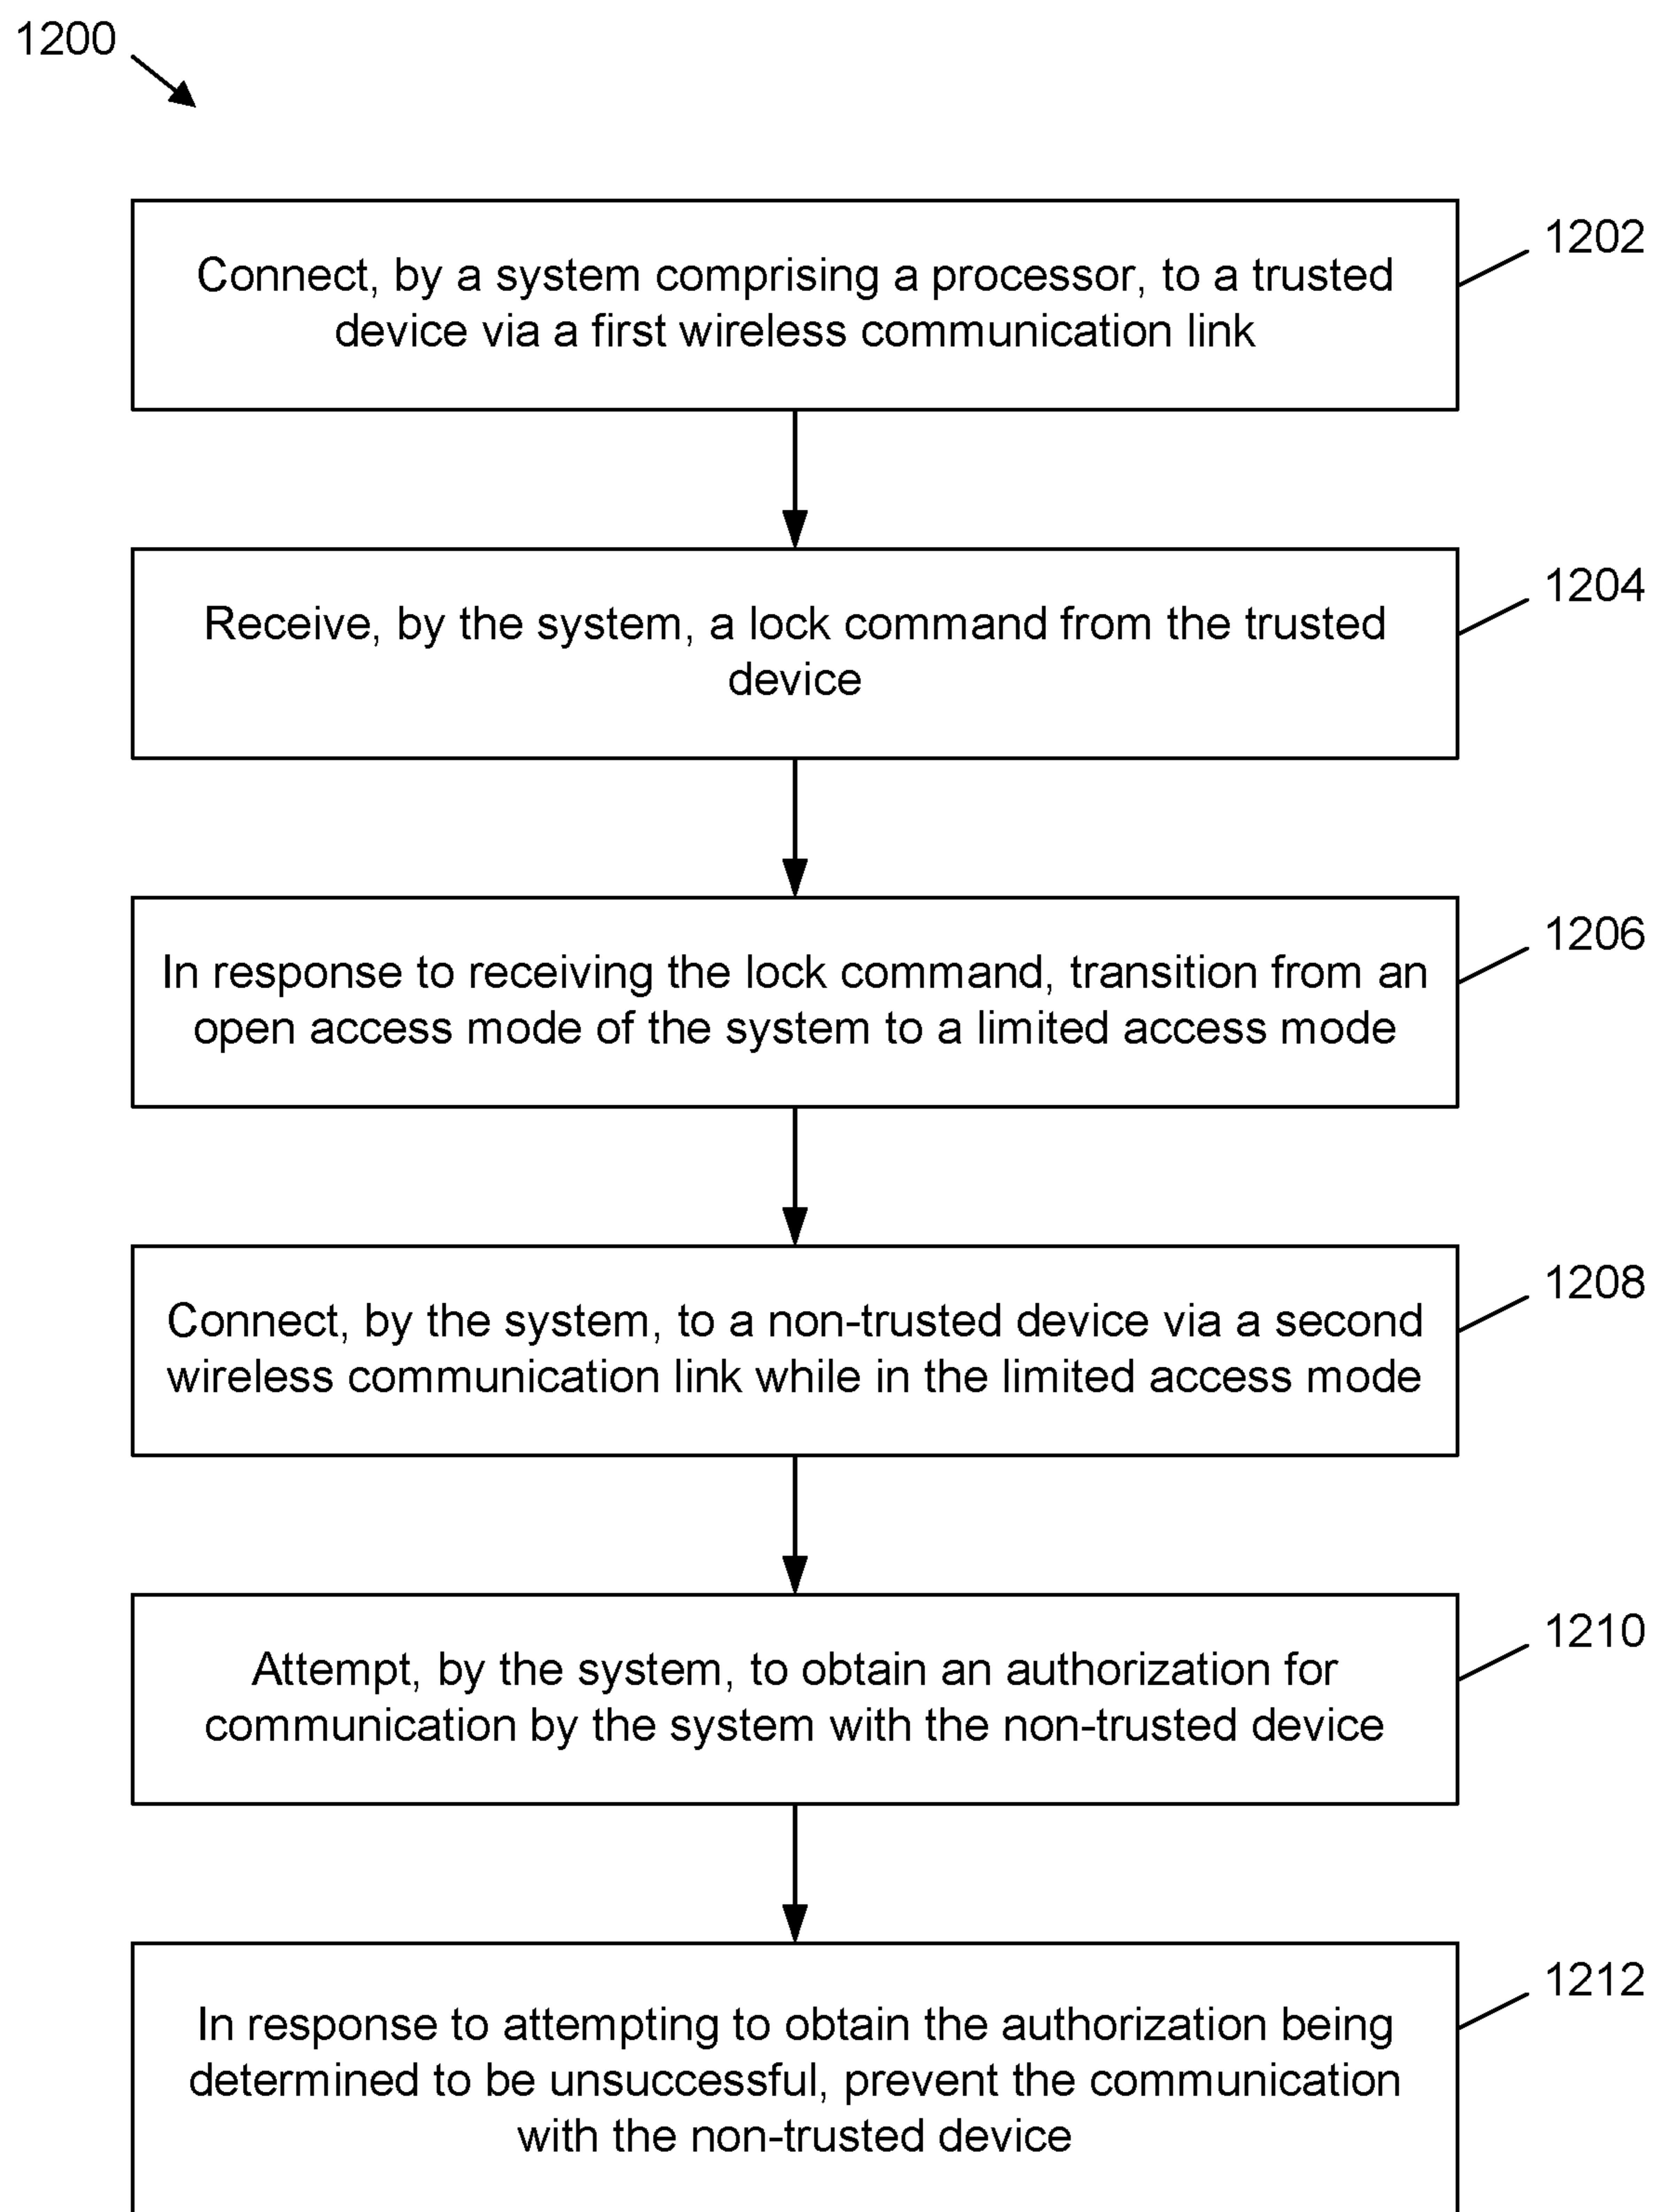 1200
Connect, by a system comprising a processor, to a trusted
device via a first wireless communication link
1202
Receive, by the system, a lock command from the trusted
device
1204
In response to receiving the lock command, transition from an
open access mode of the system to a limited access mode
1206
Connect, by the system, to a non-trusted device via a second
wireless communication link while in the limited access mode
1208
Attempt, by the system, to obtain an authorization for
communication by the system with the non-trusted device
1210
In response to attempting to obtain the authorization being
determined to be unsuccessful, prevent the communication
with the non-trusted device
1212